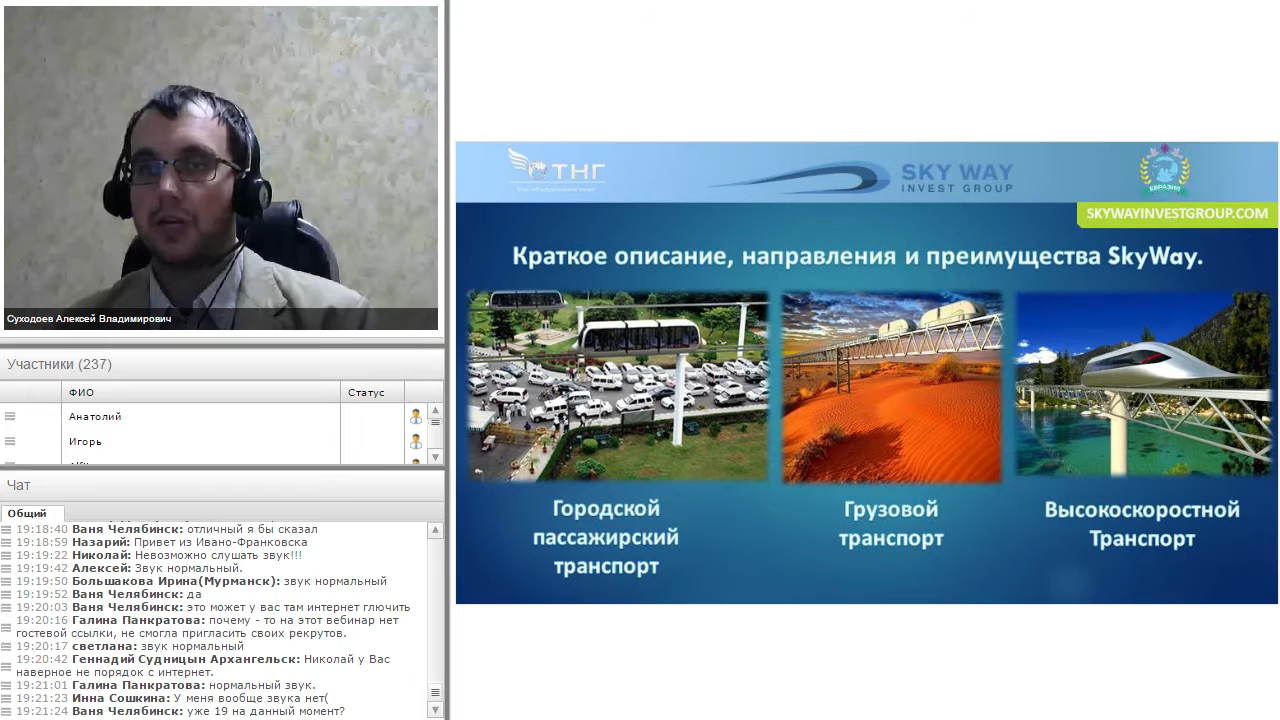 Суходоев Алексей Владимирович
Участники (237)
ФИО
Статус
Анатолий
Игорь
Чат
Общий
19:18:40 Ваня Челябинск: отличный я бы сказал
19:18:59 Назарий: Привет из Ивано-Франковска
19:19:22 Николай: Невозможно слушать звук!!!
19:19:42 Алексей: Звук нормальный.
19:19:50 Большакова Ирина(Мурманск): звук нормальный
19:19:52 Ваня Челябинск: да
19:20:03 Ваня Челябинск: это может у вас там интернет глючить
19:20:16 Галина Панкратова: почему - то на этот вебинар нет
гостевой ссылки, не смогла пригласить своих рекрутов.
19:20:17 светлана: звук нормальный
19:20:42 Геннадий Судницын Архангельск: Николай у Вас
наверное не порядок с интернет.
19:21:01 Галина Панкратова: нормальный звук.
19:21:23 Инна Сошкина: У меня вообще звука нет(
19:21:24 Ваня Челябинск: уже 19 на данный момент?
ТНГ
SKY WAY
INVEST GROUP
ЕВРАЗИЯ
SKYWAYINVESTGROUP.COM
Краткое описание, направления и преимущества SkyWay.
Городской
пассажирский
транспорт
Грузовой
транспорт
Высокоскоростной
Транспорт